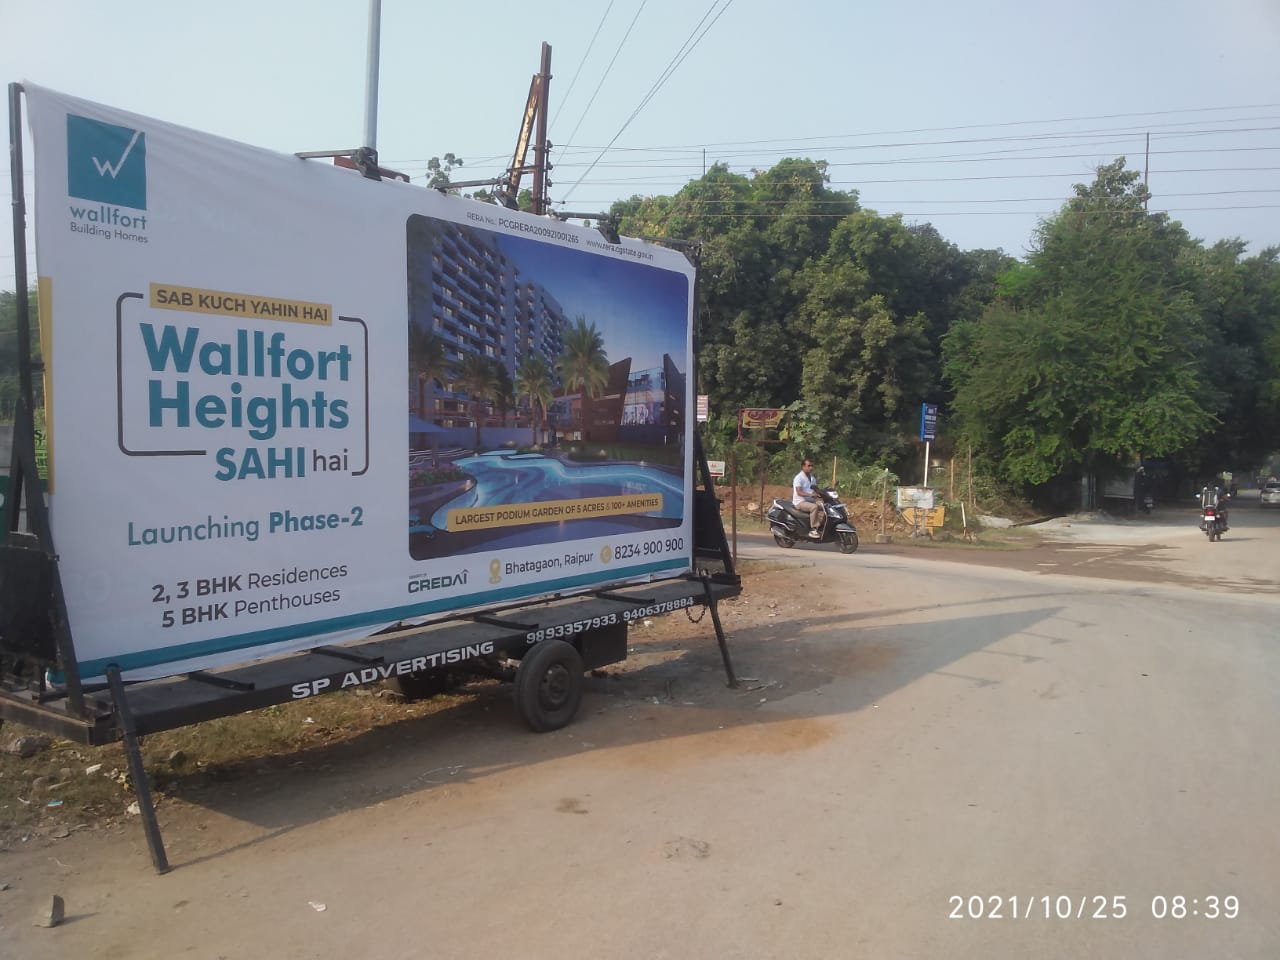 wallfort
Building Homes
SAB KUCH YAHIN HAI
Wallfort
Heights
SAHI hai
Launching Phase-2
2, 3 BHK Residences
5 BHK Penthouses
RERA No.: PCGRERA200921001265 www.rera.cgstate.gov.in
LARGEST PODIUM GARDEN OF 5 ACRES & 100+ AMENITIES
CREDAI
Bhatagaon, Raipur 8234 900 900
SP ADVERTISING 9893357933, 9406378884
2021/10/25 08:39